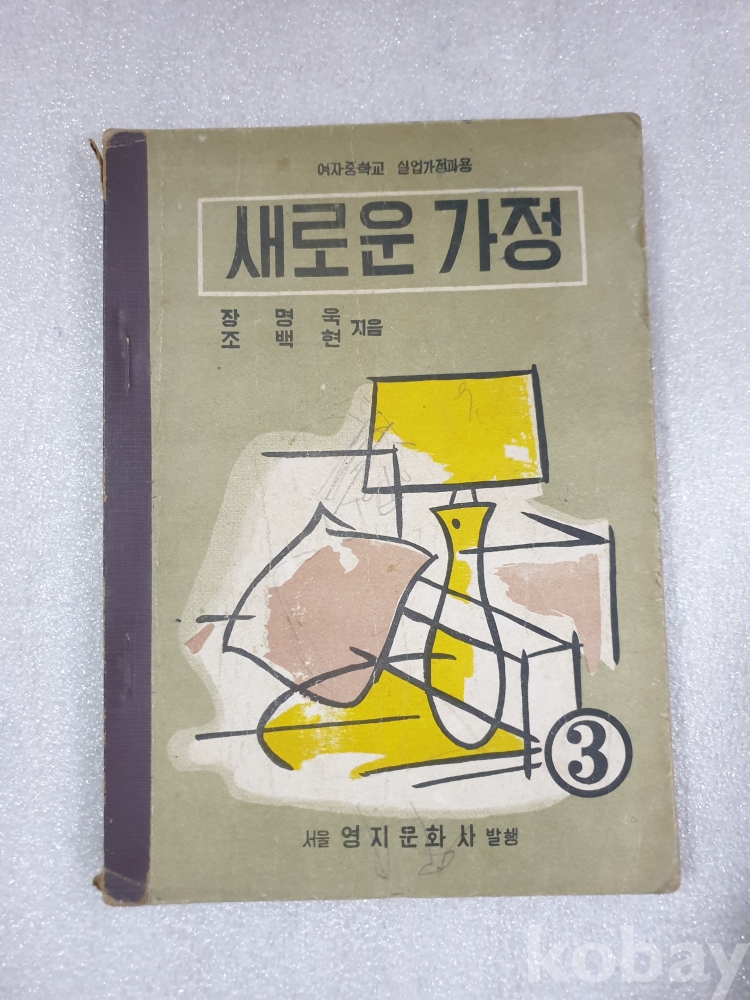 여자중학교 실업가정과용
새로운 가정
장 명 욱
조 백 현 지음
3
서울 영지문화사 발행
kobay